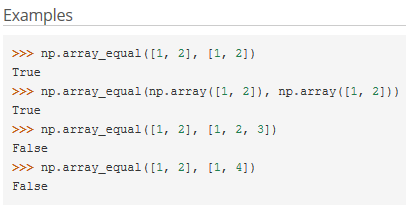 Examples
>>> np.array_equal([1, 2], [1, 2])
True
>>> np.array_equal(np.array([1, 2]), np.array([1, 2]))
True
>>> np.array_equal([1, 2], [1, 2, 3])
False
>>> np.array_equal([1, 2], [1, 4])
False